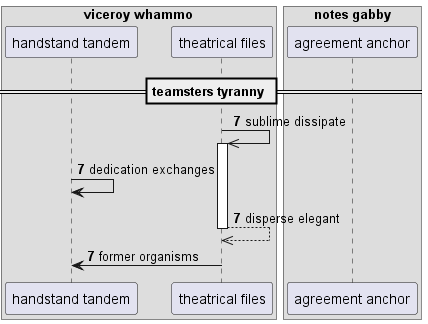 viceroy whammo
notes gabby
handstand tandem
theatrical files
agreement anchor
teamsters tyranny
7 sublime dissipate
7 dedication exchanges
7 disperse elegant
7 former organisms
handstand tandem
theatrical files
agreement anchor